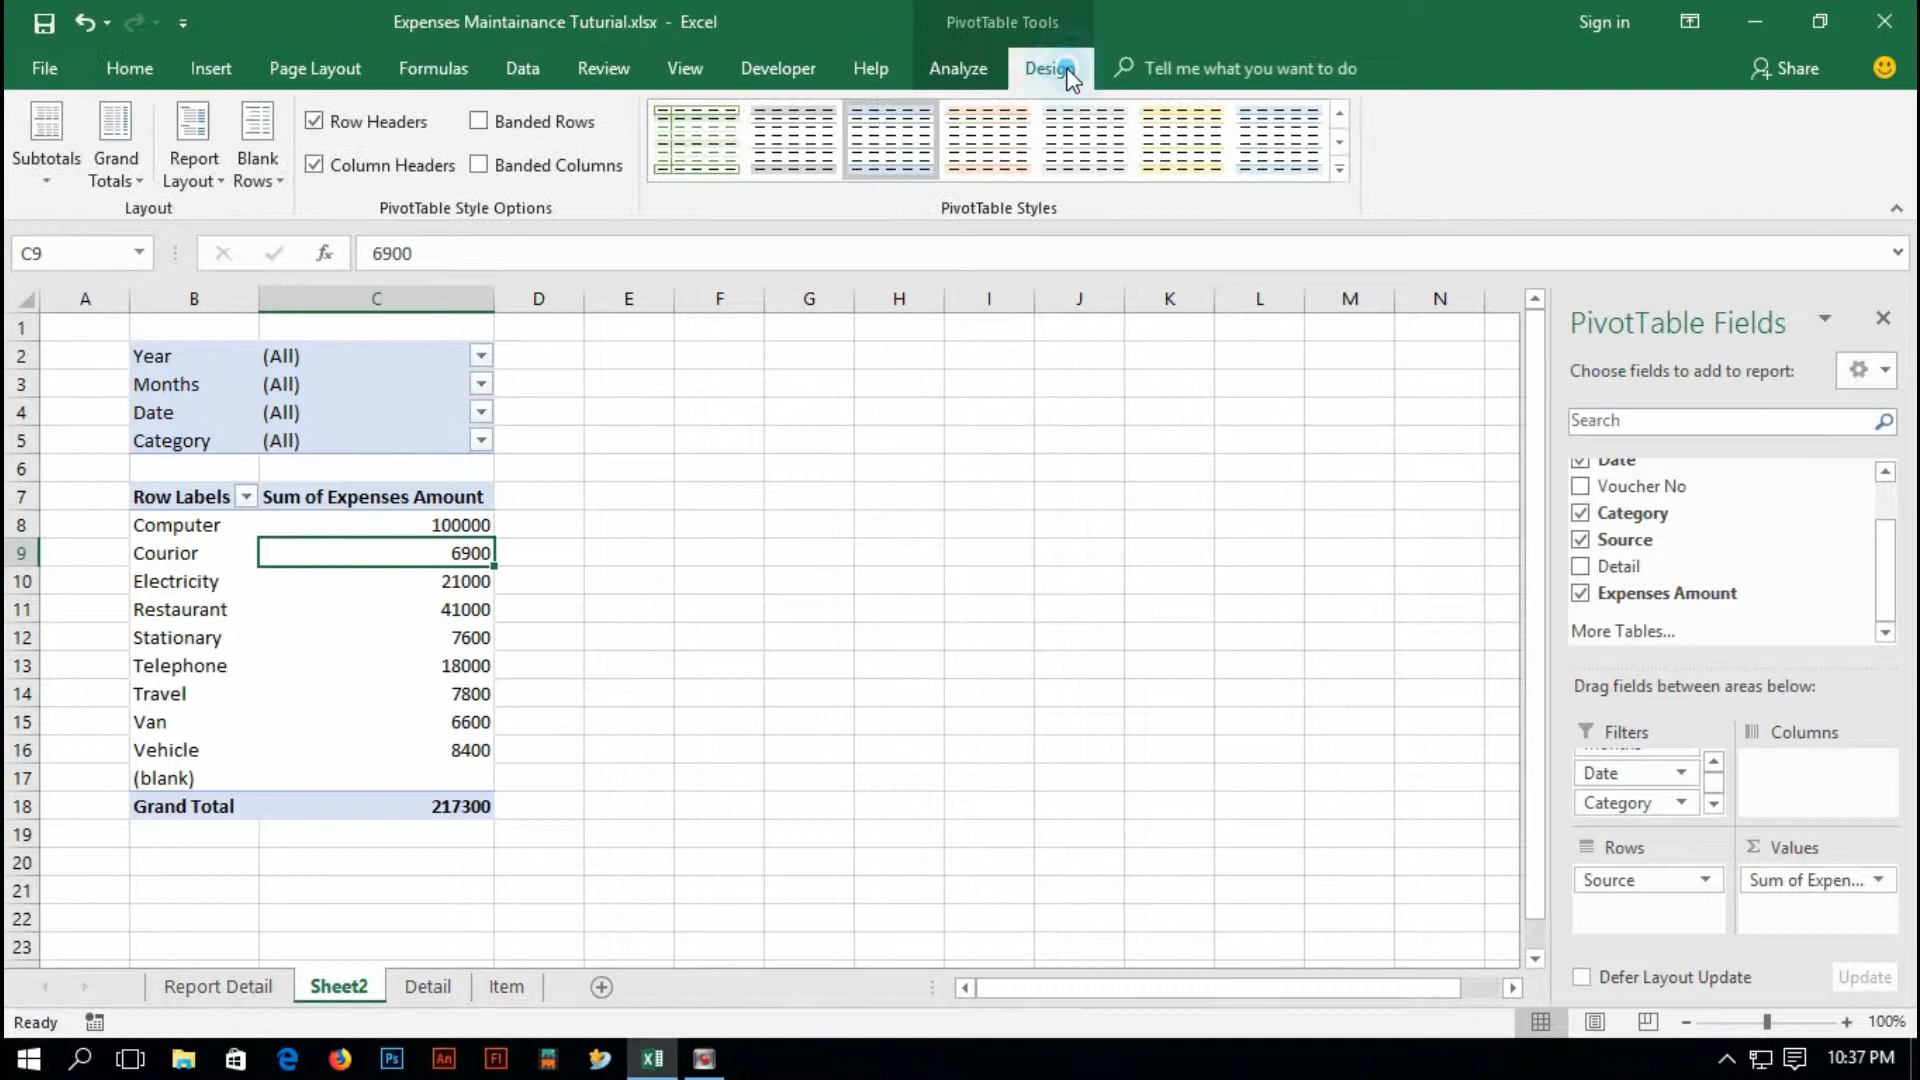 Expenses Maintainance Tuturial.xlsx - Excel
PivotTable Tools
Sign in
File Home Insert Page Layout Formulas Data Review View Developer Help Analyze Design Tell me what you want to do Share
Subtotals
Grand Totals
Report Layout
Blank Rows
Row Headers
Banded Rows
Column Headers
Banded Columns
Layout
PivotTable Style Options
PivotTable Styles
C9
fx
6900
A B C D E F G H I J K L M N
1
2 Year (All)
3 Months (All)
4 Date (All)
5 Category (All)
6
7 Row Labels Sum of Expenses Amount
8 Computer 100000
9 Courior 6900
10 Electricity 21000
11 Restaurant 41000
12 Stationary 7600
13 Telephone 18000
14 Travel 7800
15 Van 6600
16 Vehicle 8400
17 (blank)
18 Grand Total 217300
19
20
21
22
23
PivotTable Fields
Choose fields to add to report:
Search
Date
Voucher No
Category
Source
Detail
Expenses Amount
More Tables...
Drag fields between areas below:
Filters
Columns
Months
Date
Category
Rows
Values
Source
Sum of Expen...
Defer Layout Update
Update
Report Detail Sheet2 Detail Item
Ready
100%
Ps An Fl
10:37 PM